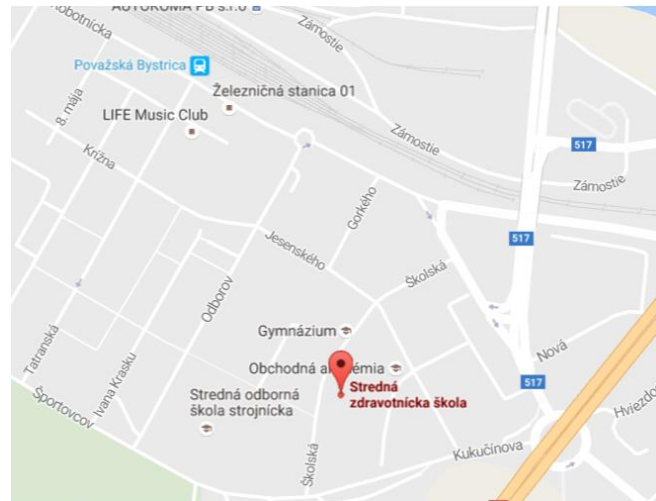 AUTOROMA PB s.r.o
Robotnícka
Považská Bystrica
Železničná stanica 01
8. mája
LIFE Music Club
Zámostie
Zámostie
517
Zámostie
Krížna
Gorkého
517
Jesenského
Školská
Odborov
Gymnázium
Nová
Tatranská
Ivana Krasku
Obchodná akadémia
517
Stredná
zdravotnícka škola
Stredná odborná
škola strojnícka
Športovcov
Kukučínova
Školská